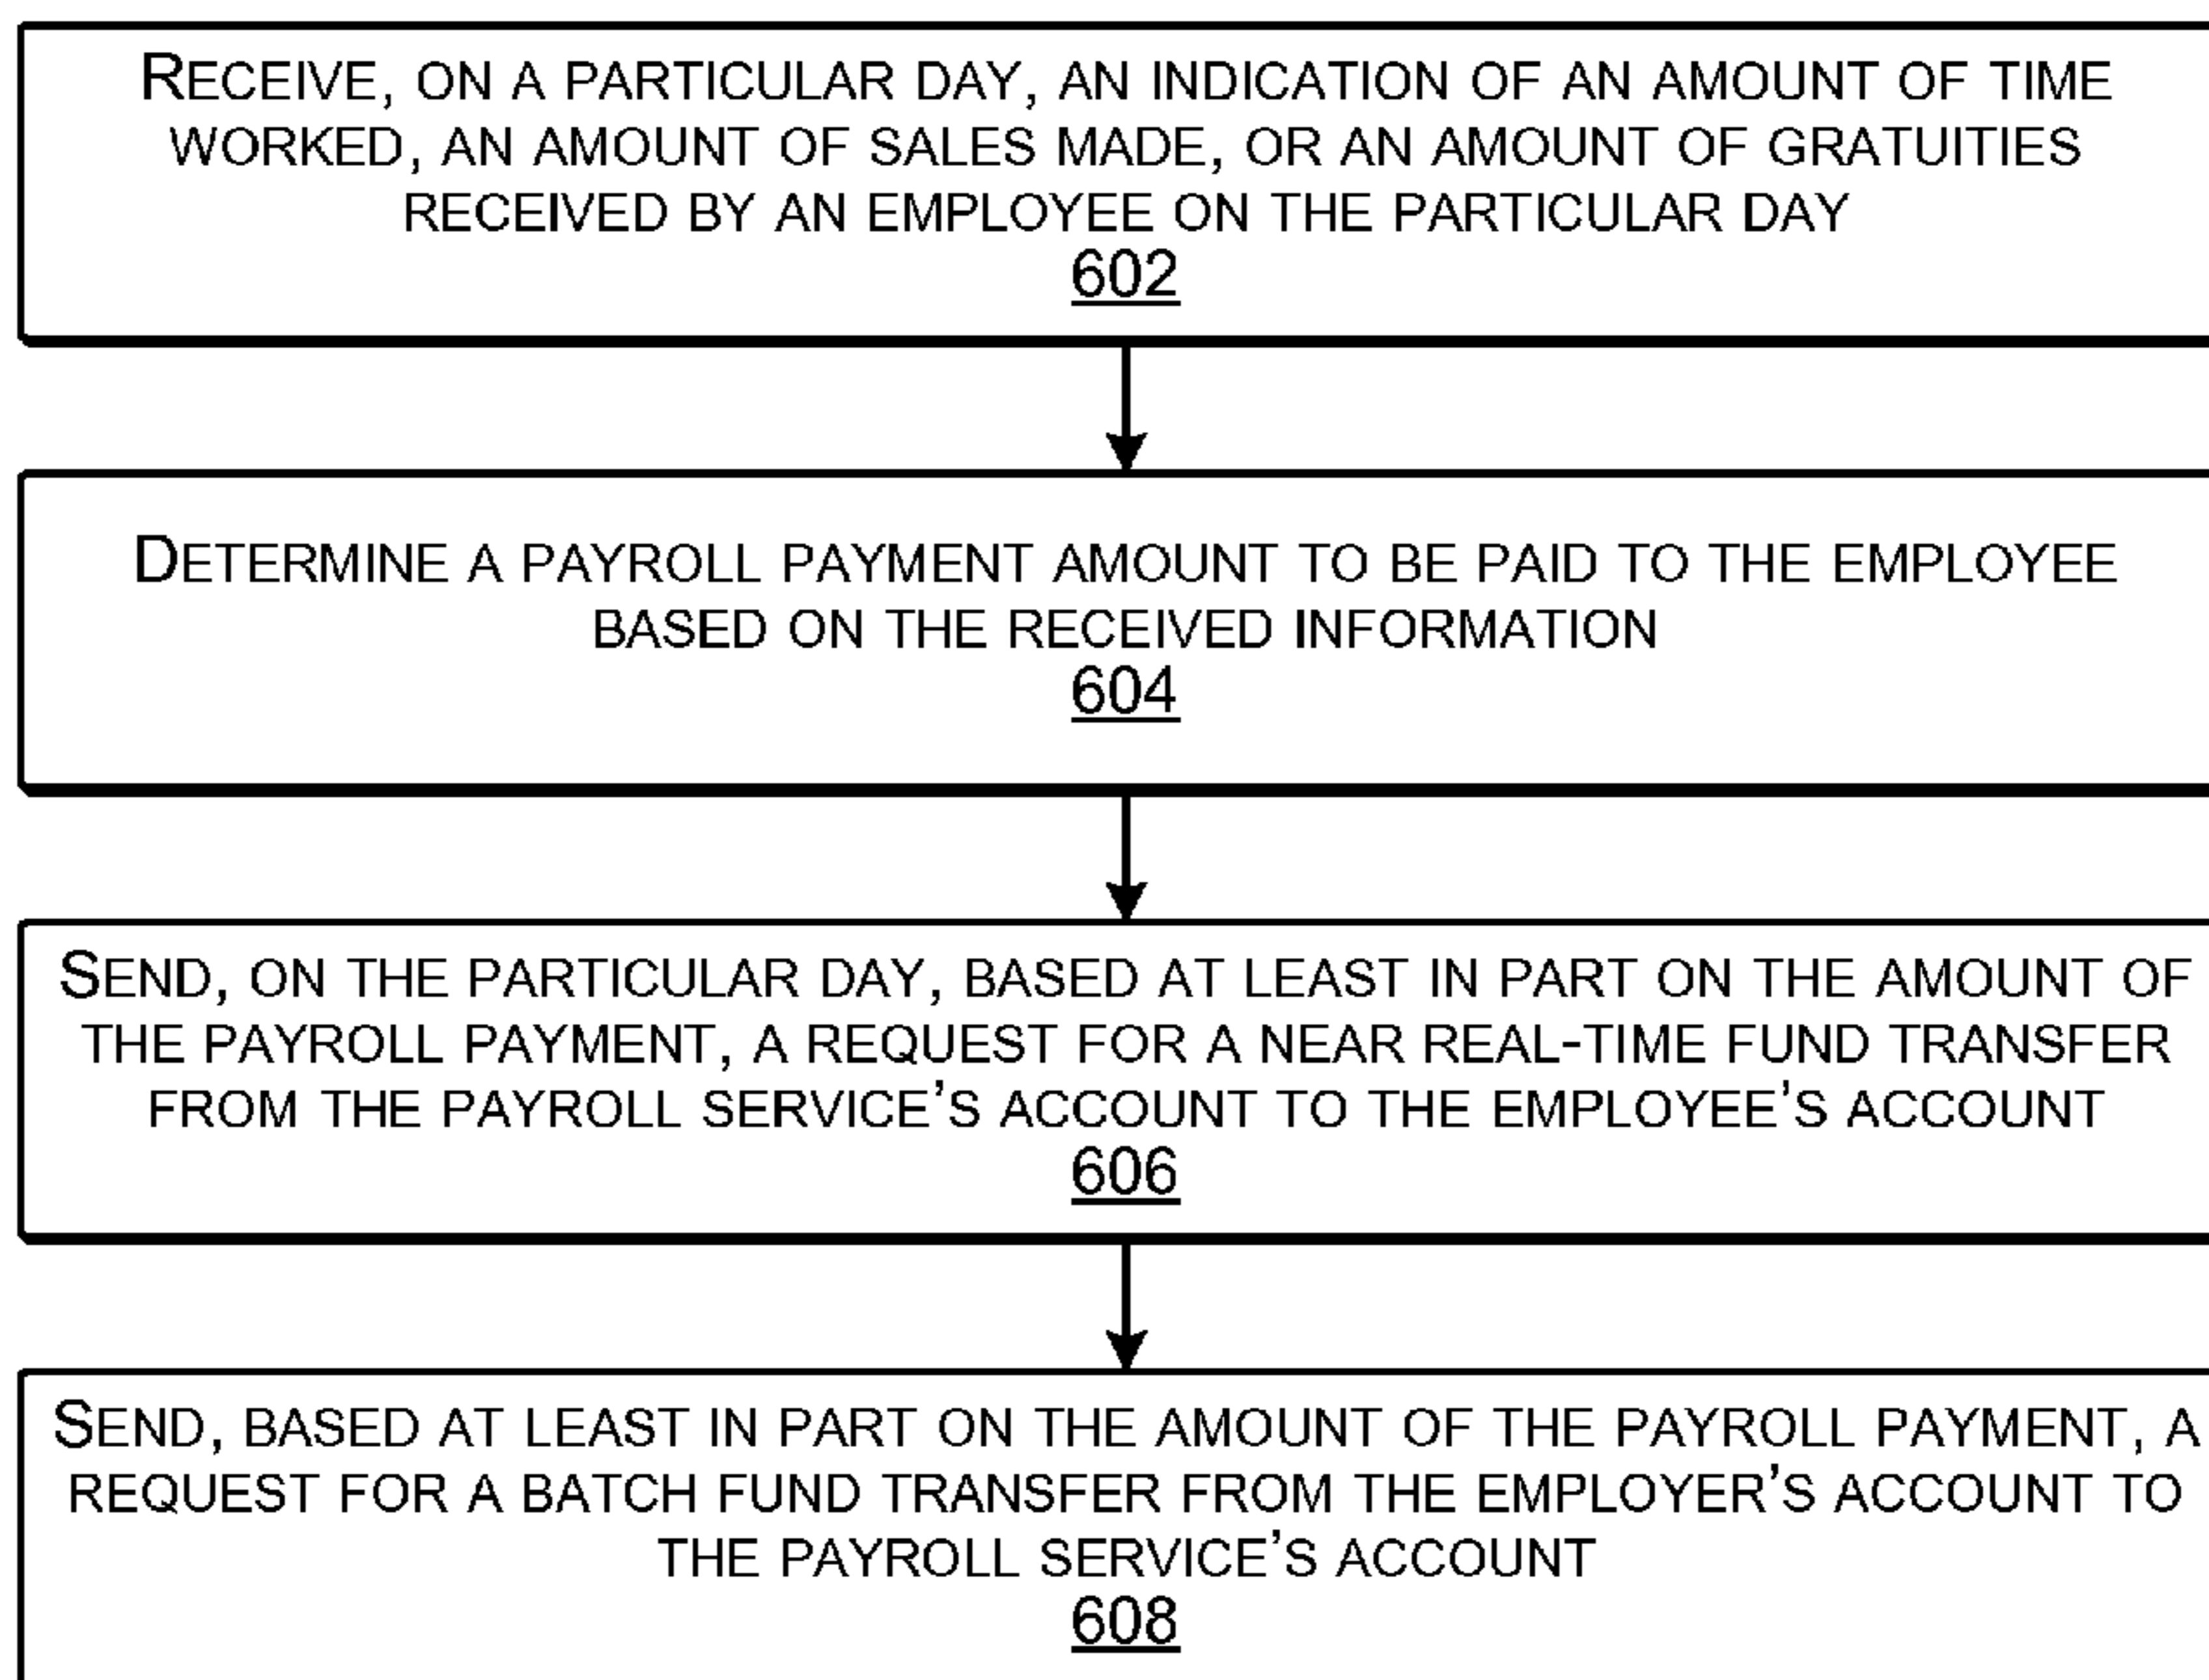 RECEIVE, ON A PARTICULAR DAY, AN INDICATION OF AN AMOUNT OF TIME
WORKED, AN AMOUNT OF SALES MADE, OR AN AMOUNT OF GRATUITIES
RECEIVED BY AN EMPLOYEE ON THE PARTICULAR DAY
602
DETERMINE A PAYROLL PAYMENT AMOUNT TO BE PAID TO THE EMPLOYEE
BASED ON THE RECEIVED INFORMATION
604
SEND, ON THE PARTICULAR DAY, BASED AT LEAST IN PART ON THE AMOUNT OF
THE PAYROLL PAYMENT, A REQUEST FOR A NEAR REAL-TIME FUND TRANSFER
FROM THE PAYROLL SERVICE'S ACCOUNT TO THE EMPLOYEE'S ACCOUNT
606
SEND, BASED AT LEAST IN PART ON THE AMOUNT OF THE PAYROLL PAYMENT, A
REQUEST FOR A BATCH FUND TRANSFER FROM THE EMPLOYER'S ACCOUNT TO
THE PAYROLL SERVICE'S ACCOUNT
608